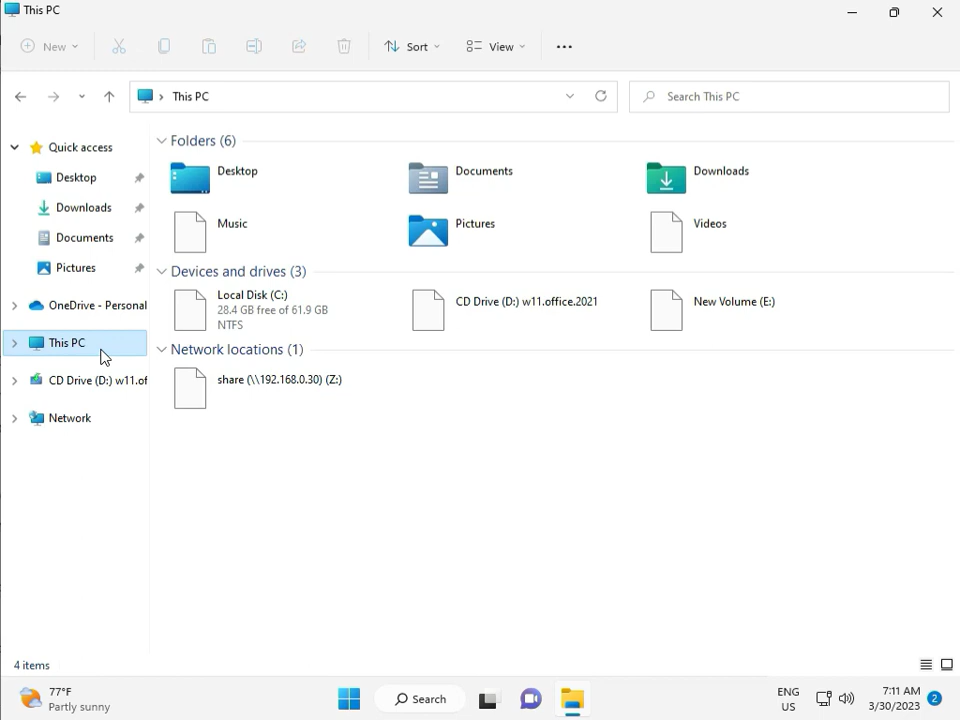 This PC
New
Sort
View
This PC
Search This PC
Quick access
Desktop
Downloads
Documents
Pictures
OneDrive - Personal
This PC
CD Drive (D:) w11.of
Network
Folders (6)
Desktop
Documents
Downloads
Music
Pictures
Videos
Devices and drives (3)
Local Disk (C:)
28.4 GB free of 61.9 GB
NTFS
CD Drive (D:) w11.office.2021
New Volume (E:)
Network locations (1)
share (\\192.168.0.30) (Z:)
4 items
77°F
Partly sunny
Search
ENG
US
7:11 AM
3/30/2023
2